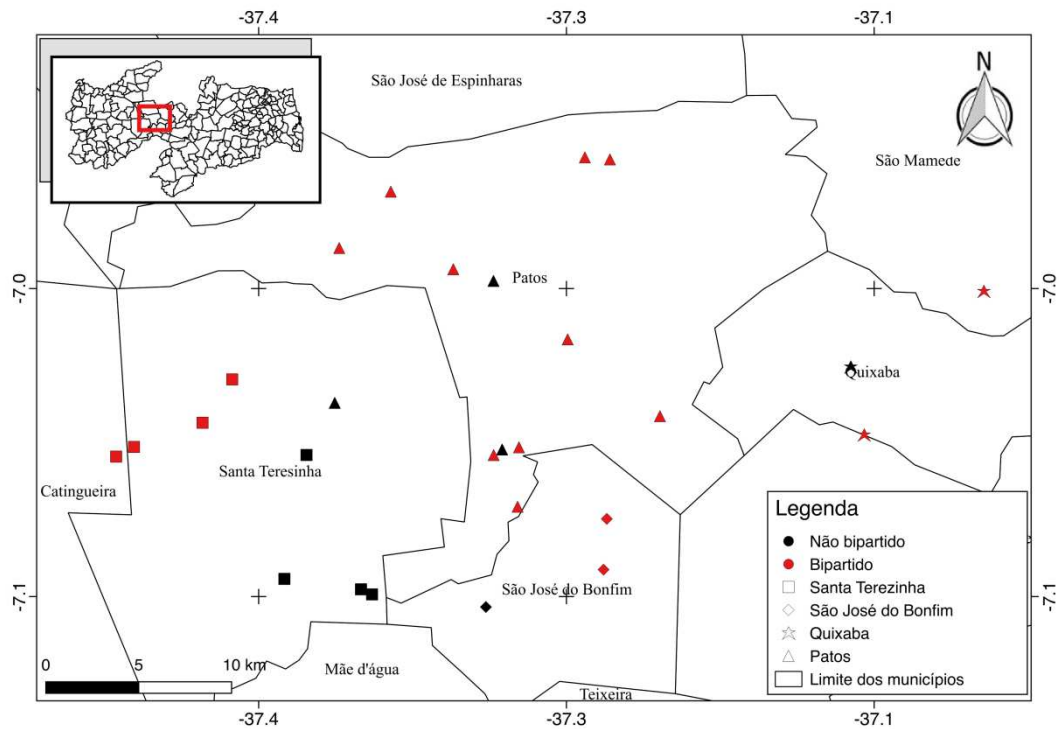 -37.4
-37.3
-37.1
São José de Espinharas
N
São Mamede
Patos
-7.0
-7.0
Quixaba
Santa Teresinha
Catingueira
Legenda
Não bipartido
Bipartido
Santa Terezinha
São José do Bonfim
Quixaba
Patos
Limite dos municípios
São José do Bonfim
-7.1
-7.1
Mãe d'água
Teixeira
0 5 10 km
-37.4
-37.3
-37.1